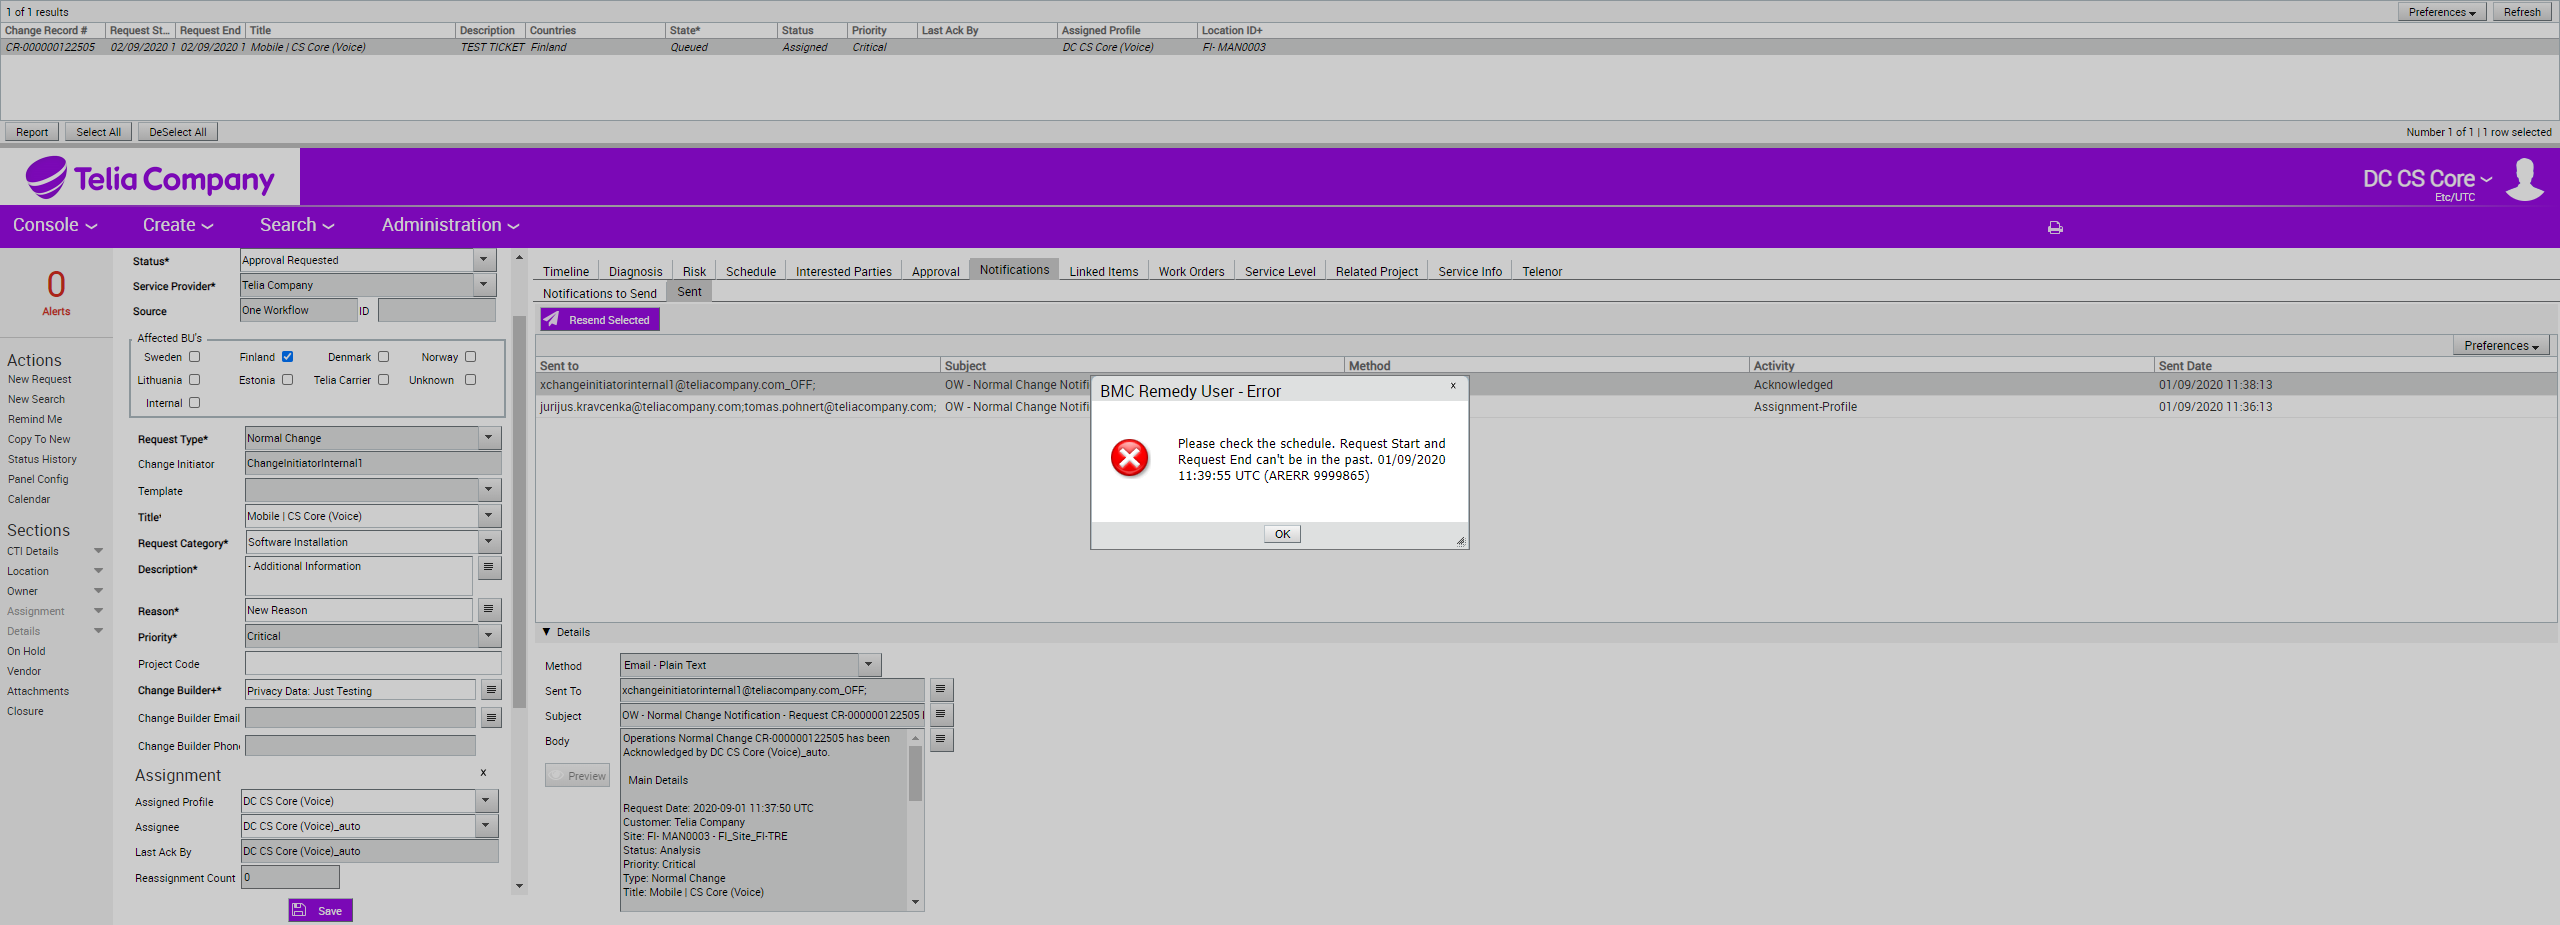 1 of 1 results
Preferences
Refresh
Change Record # Request St... Request End Title Description Countries State* Status Priority Last Ack By Assigned Profile Location ID+
CR-000000122505 02/09/2020 1 02/09/2020 1 Mobile | CS Core (Voice) TEST TICKET Finland Queued Assigned Critical DC CS Core (Voice) FI- MAN0003
Report Select All DeSelect All
Number 1 of 1 | 1 row selected
Telia Company
DC CS Core
Etc/UTC
Console Create Search Administration
0
Alerts
Actions
New Request
New Search
Remind Me
Copy To New
Status History
Panel Config
Calendar
Sections
CTI Details
Location
Owner
Assignment
Details
On Hold
Vendor
Attachments
Closure
Status* Approval Requested
Service Provider* Telia Company
Source One Workflow ID
Affected BU's
Sweden Finland Denmark Norway
Lithuania Estonia Telia Carrier Unknown
Internal
Request Type* Normal Change
Change Initiator ChangeInitiatorInternal1
Template
Title* Mobile | CS Core (Voice)
Request Category* Software Installation
Description* - Additional Information
Reason* New Reason
Priority* Critical
Project Code
Change Builder+* Privacy Data: Just Testing
Change Builder Email
Change Builder Phon
Assignment x
Assigned Profile DC CS Core (Voice)
Assignee DC CS Core (Voice)_auto
Last Ack By DC CS Core (Voice)_auto
Reassignment Count 0
Save
Timeline Diagnosis Risk Schedule Interested Parties Approval Notifications Linked Items Work Orders Service Level Related Project Service Info Telenor
Notifications to Send Sent
Resend Selected
Preferences
Sent to Subject Method Activity Sent Date
xchangeinitiatorinternal1@teliacompany.com_OFF; OW - Normal Change Notifi Acknowledged 01/09/2020 11:38:13
jurijus.kravcenka@teliacompany.com;tomas.pohnert@teliacompany.com; OW - Normal Change Notifi Assignment-Profile 01/09/2020 11:36:13
BMC Remedy User - Error x
Please check the schedule. Request Start and
Request End can't be in the past. 01/09/2020
11:39:55 UTC (ARERR 9999865)
OK
Details
Method Email - Plain Text
Sent To xchangeinitiatorinternal1@teliacompany.com_OFF;
Subject OW - Normal Change Notification - Request CR-000000122505
Body
Preview
Operations Normal Change CR-000000122505 has been
Acknowledged by DC CS Core (Voice)_auto.
Main Details
Request Date: 2020-09-01 11:37:50 UTC
Customer: Telia Company
Site: FI- MAN0003 - FI_Site_FI-TRE
Status: Analysis
Priority: Critical
Type: Normal Change
Title: Mobile | CS Core (Voice)